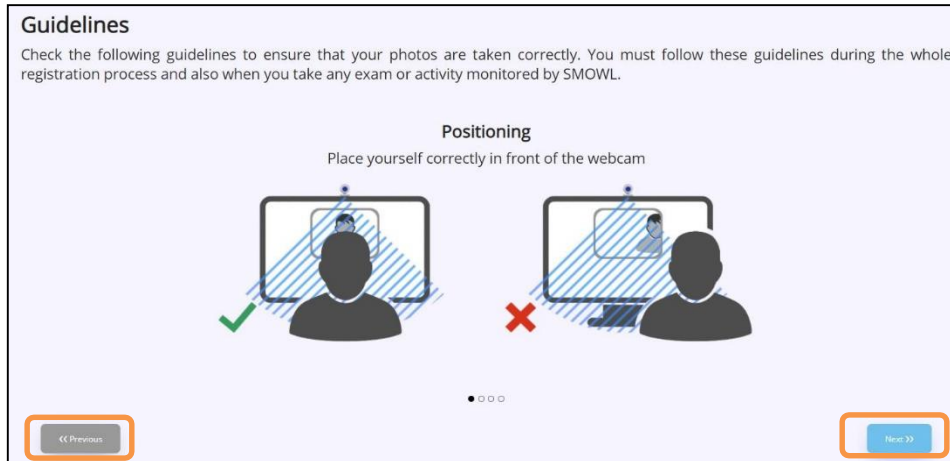 Guidelines
Check the following guidelines to ensure that your photos are taken correctly. You must follow these guidelines during the whole
registration process and also when you take any exam or activity monitored by SMOWL.
Positioning
Place yourself correctly in front of the webcam
<< Previous
Next >>